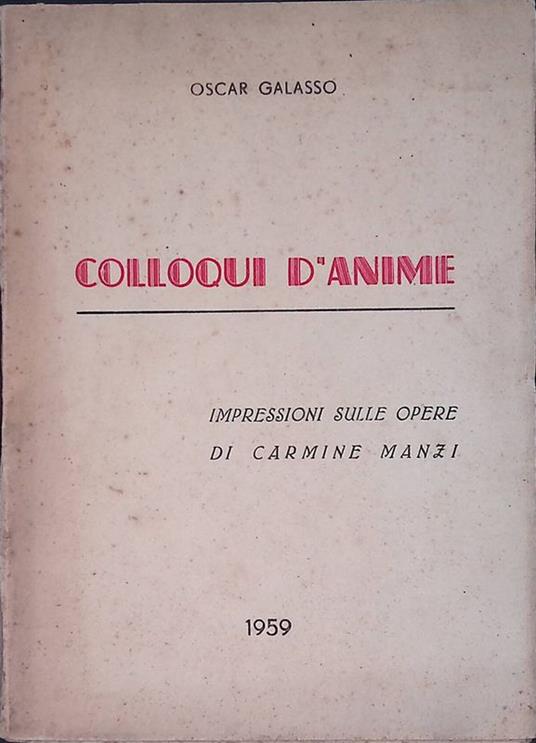 OSCAR GALASSO
COLLOQUI D'ANIME
IMPRESSIONI SULLE OPERE
DI CARMINE MANZI
1959